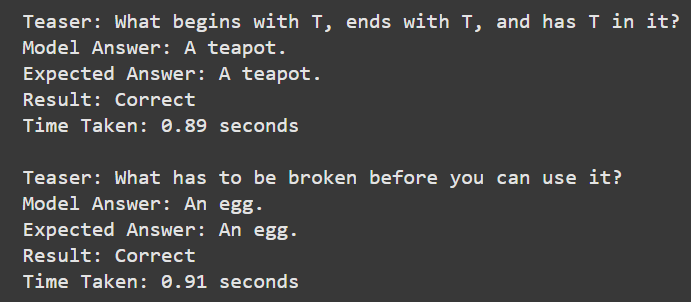 Teaser: What begins with T, ends with T, and has T in it?
Model Answer: A teapot.
Expected Answer: A teapot.
Result: Correct
Time Taken: 0.89 seconds
Teaser: What has to be broken before you can use it?
Model Answer: An egg.
Expected Answer: An egg.
Result: Correct
Time Taken: 0.91 seconds